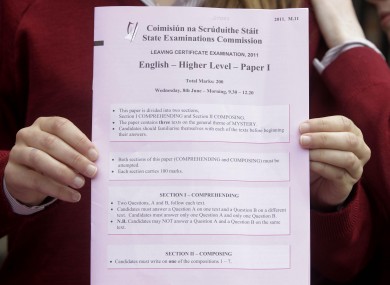 2011. M.11
Coimisiún na Scrúduithe Stáit
State Examinations Commission
LEAVING CERTIFICATE EXAMINATION, 2011
English – Higher Level – Paper I
Total Marks: 200
Wednesday, 8th June – Morning, 9.30 – 12.20
• This paper is divided into two sections,
Section I COMPREHENDING and Section II COMPOSING.
• The paper contains three texts on the general theme of MYSTERY.
• Candidates should familiarise themselves with each of the texts before beginning
their answers.
• Both sections of this paper (COMPREHENDING and COMPOSING) must be
attempted.
• Each section carries 100 marks.
SECTION I – COMPREHENDING
• Two Questions, A and B, follow each text.
• Candidates must answer a Question A on one text and a Question B on a different
text. Candidates must answer only one Question A and only one Question B.
• N.B. Candidates may NOT answer a Question A and a Question B on the same
text.
SECTION II – COMPOSING
• Candidates must write on one of the compositions 1 – 7.